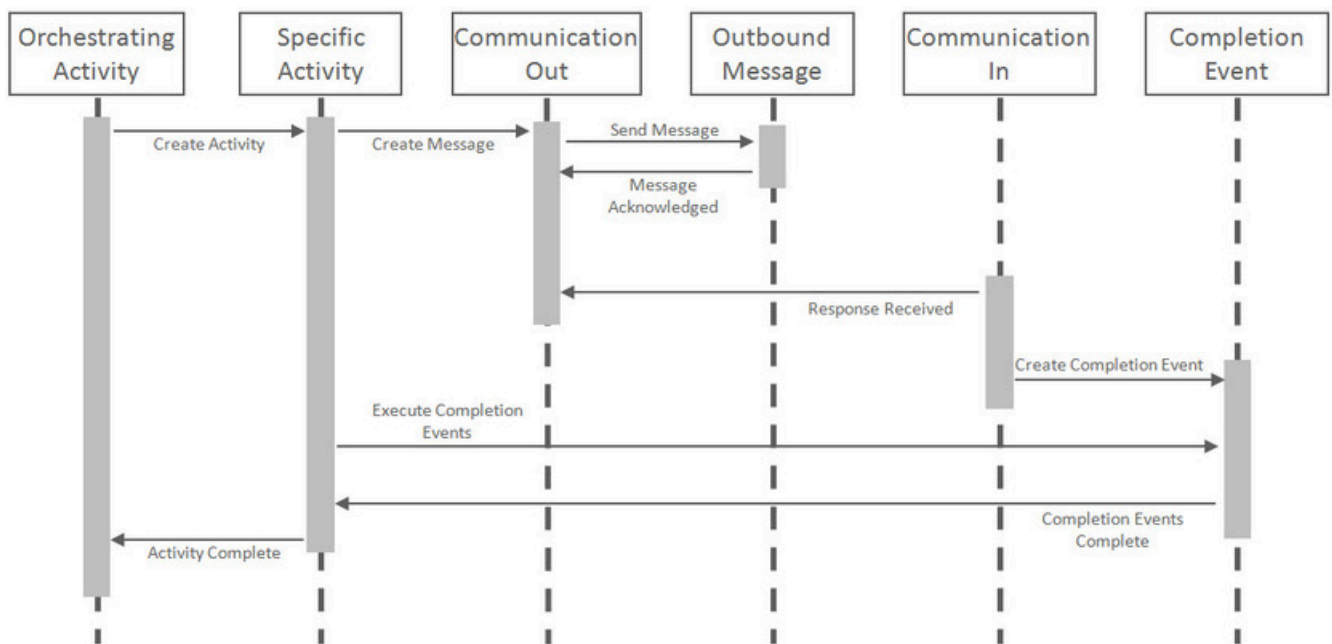 Orchestrating
Activity
Specific
Activity
Communication
Out
Outbound
Message
Communication
In
Completion
Event
Create Activity
Create Message
Send Message
Message
Acknowledged
Response Received
Create Completion Event
Execute Completion
Events
Completion Events
Complete
Activity Complete